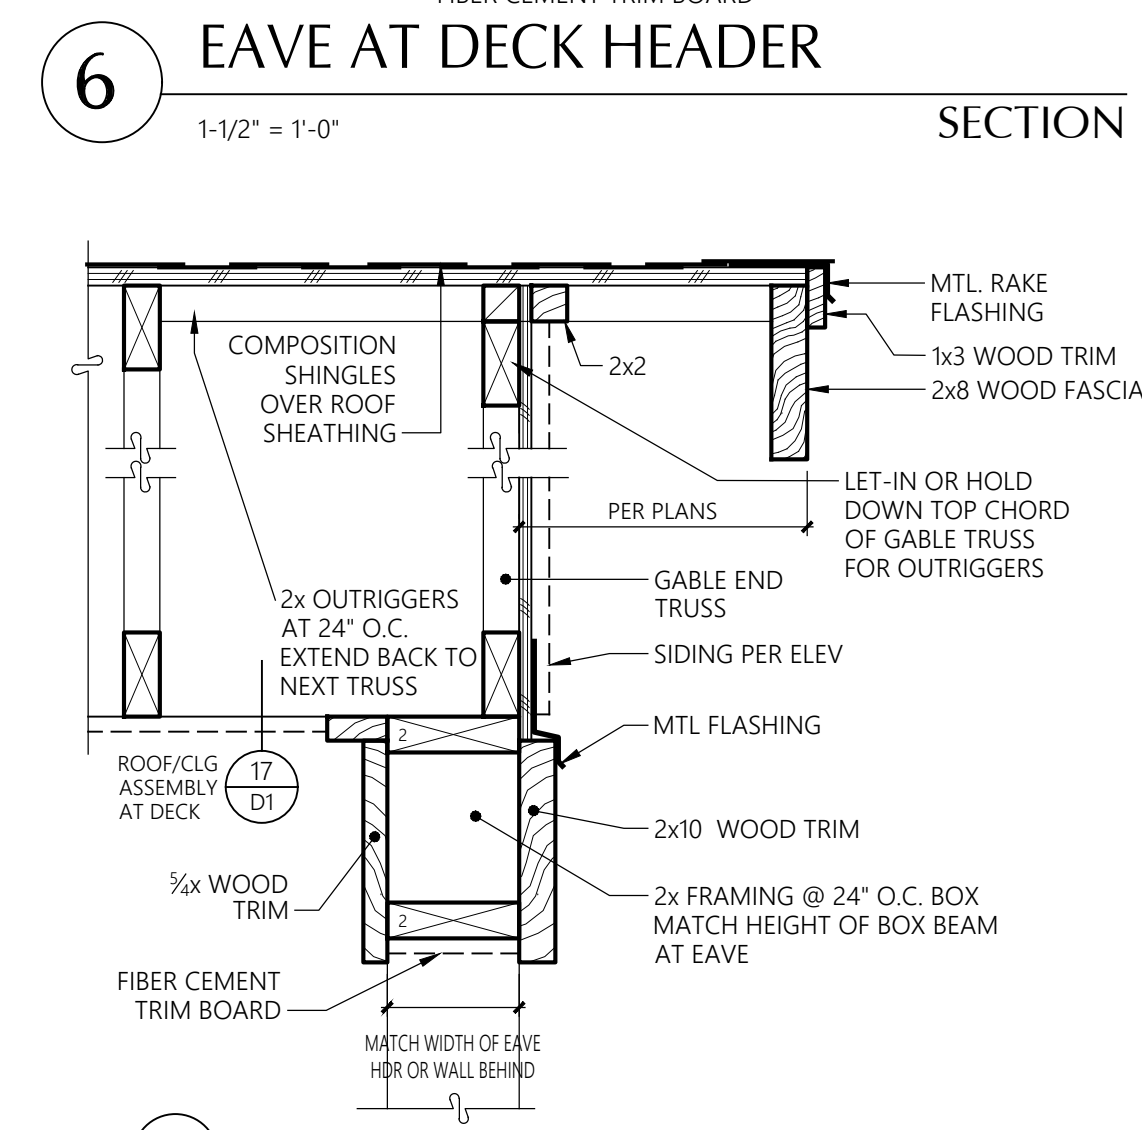 FIBER CEMENT TRIM BOARD
6
EAVE AT DECK HEADER
1-1/2" = 1'-0"
SECTION
MTL. RAKE
FLASHING
1x3 WOOD TRIM
2x8 WOOD FASCIA
COMPOSITION
SHINGLES
OVER ROOF
SHEATHING
2x2
LET-IN OR HOLD
DOWN TOP CHORD
OF GABLE TRUSS
FOR OUTRIGGERS
PER PLANS
GABLE END
TRUSS
2x OUTRIGGERS
AT 24" O.C.
EXTEND BACK TO
NEXT TRUSS
SIDING PER ELEV
MTL FLASHING
2
ROOF/CLG
ASSEMBLY
AT DECK
17
D1
2x10 WOOD TRIM
5⁄4x WOOD
TRIM
2x FRAMING @ 24" O.C. BOX
MATCH HEIGHT OF BOX BEAM
AT EAVE
2
FIBER CEMENT
TRIM BOARD
MATCH WIDTH OF EAVE
HDR OR WALL BEHIND